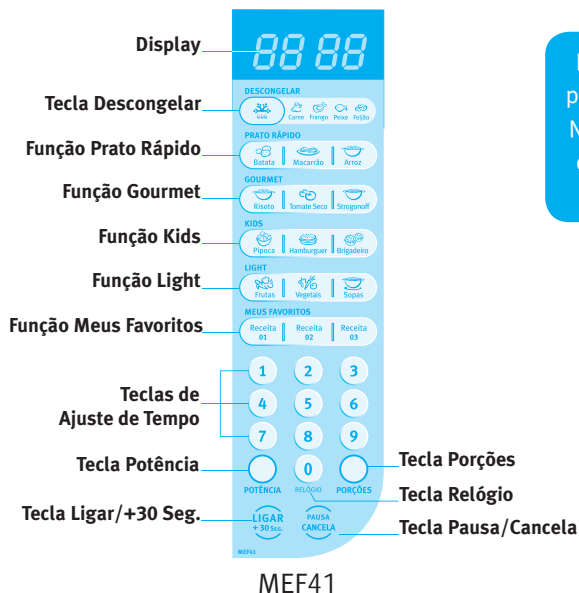 Display
88 88
DESCONGELAR
Tecla Descongelar
Carne Frango Peixe Feijão
PRATO RÁPIDO
Função Prato Rápido
Batata Macarrão Arroz
GOURMET
Função Gourmet
Risoto Tomate Seco Strogonoff
KIDS
Função Kids
Pipoca Hamburguer Brigadeiro
LIGHT
Função Light
Frutas Vegetais Sopas
MEUS FAVORITOS
Função Meus Favoritos
Receita Receita Receita
01 02 03
1 2 3
Teclas de
Ajuste de Tempo
4 5 6
7 8 9
Tecla Potência
0
Tecla Porções
POTÊNCIA RELÓGIO PORÇÕES
Tecla Relógio
Tecla Ligar/+30 Seg.
LIGAR
+30 SEG.
PAUSA
CANCELA
Tecla Pausa/Cancela
MEF41
MEF41